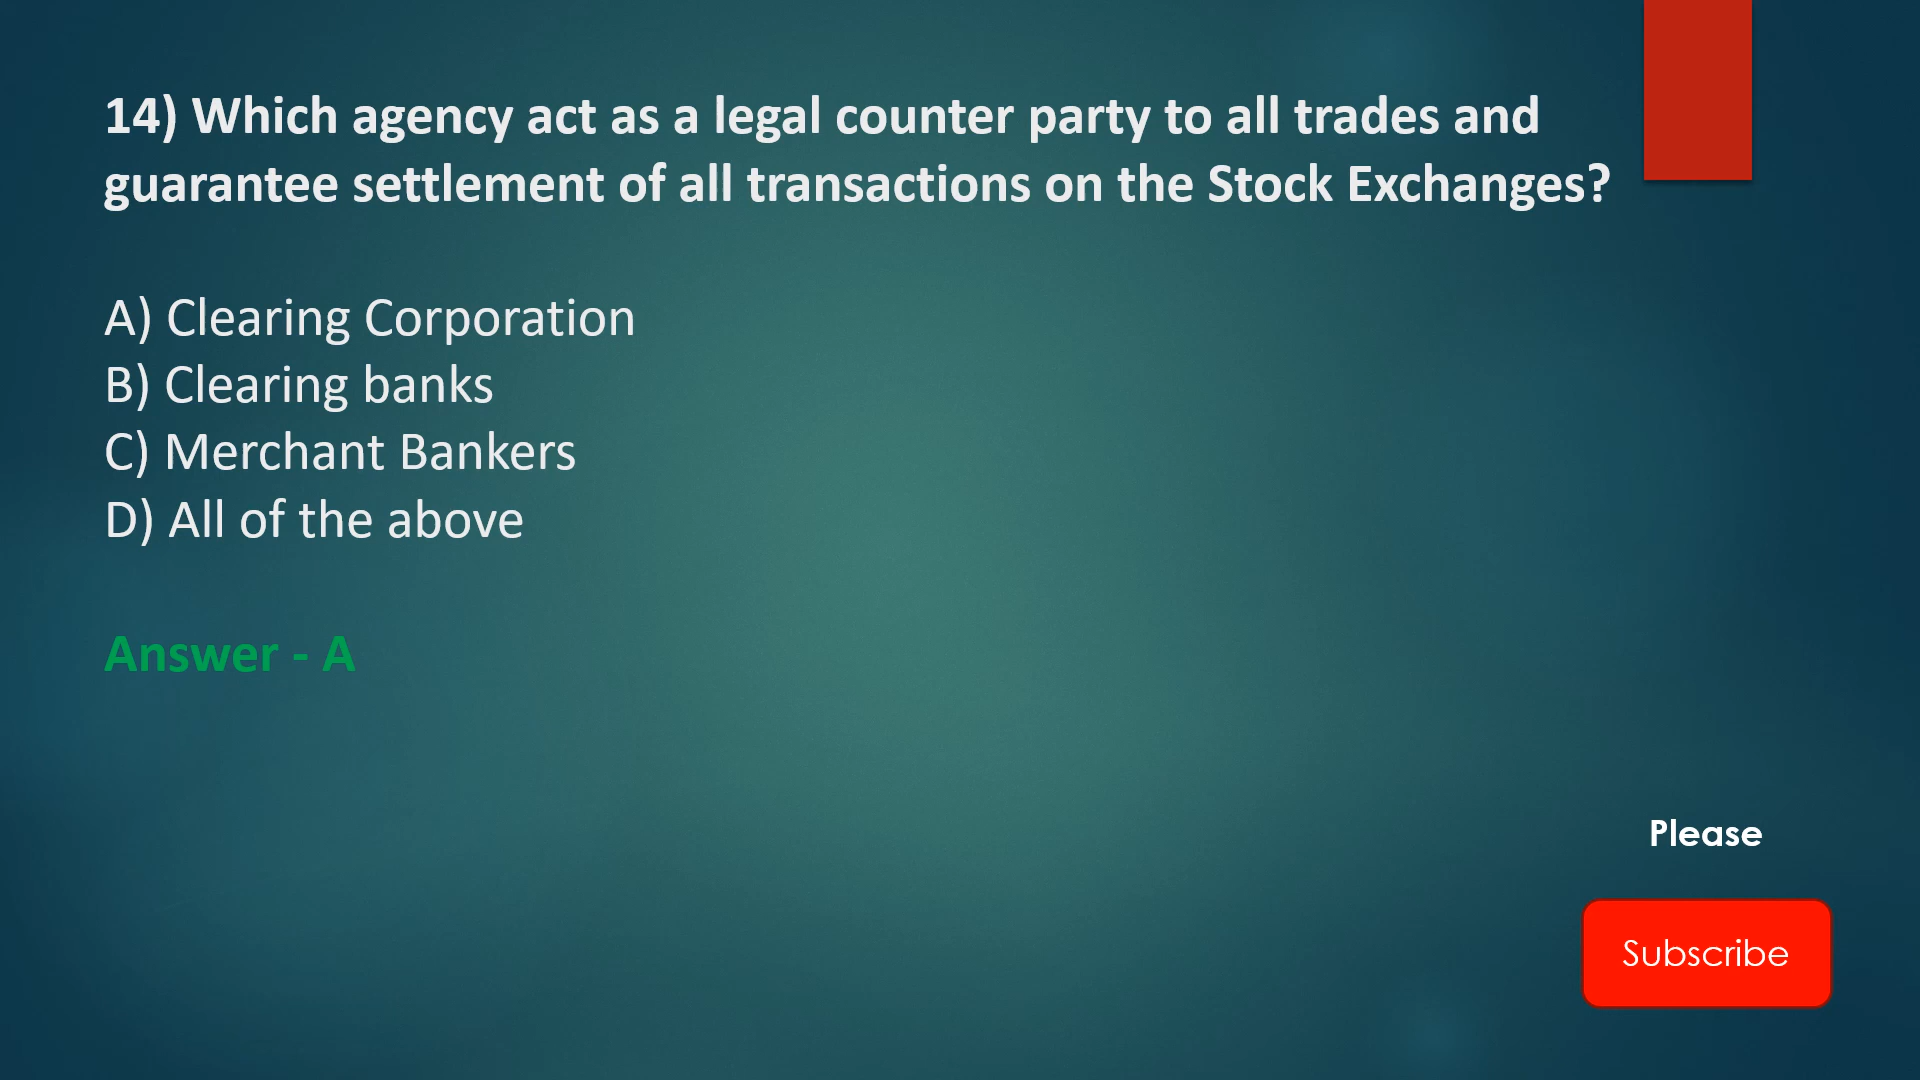 14) Which agency act as a legal counter party to all trades and
guarantee settlement of all transactions on the Stock Exchanges?
A) Clearing Corporation
B) Clearing banks
C) Merchant Bankers
D) All of the above
Answer - A
Please
Subscribe